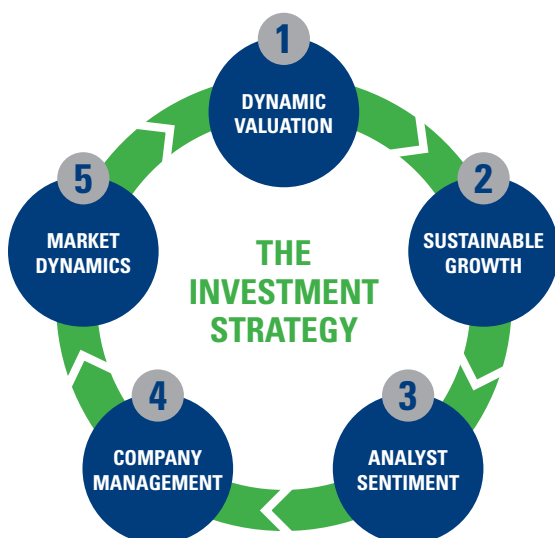 1
DYNAMIC
VALUATION
2
SUSTAINABLE
GROWTH
3
ANALYST
SENTIMENT
4
COMPANY
MANAGEMENT
5
MARKET
DYNAMICS
THE
INVESTMENT
STRATEGY